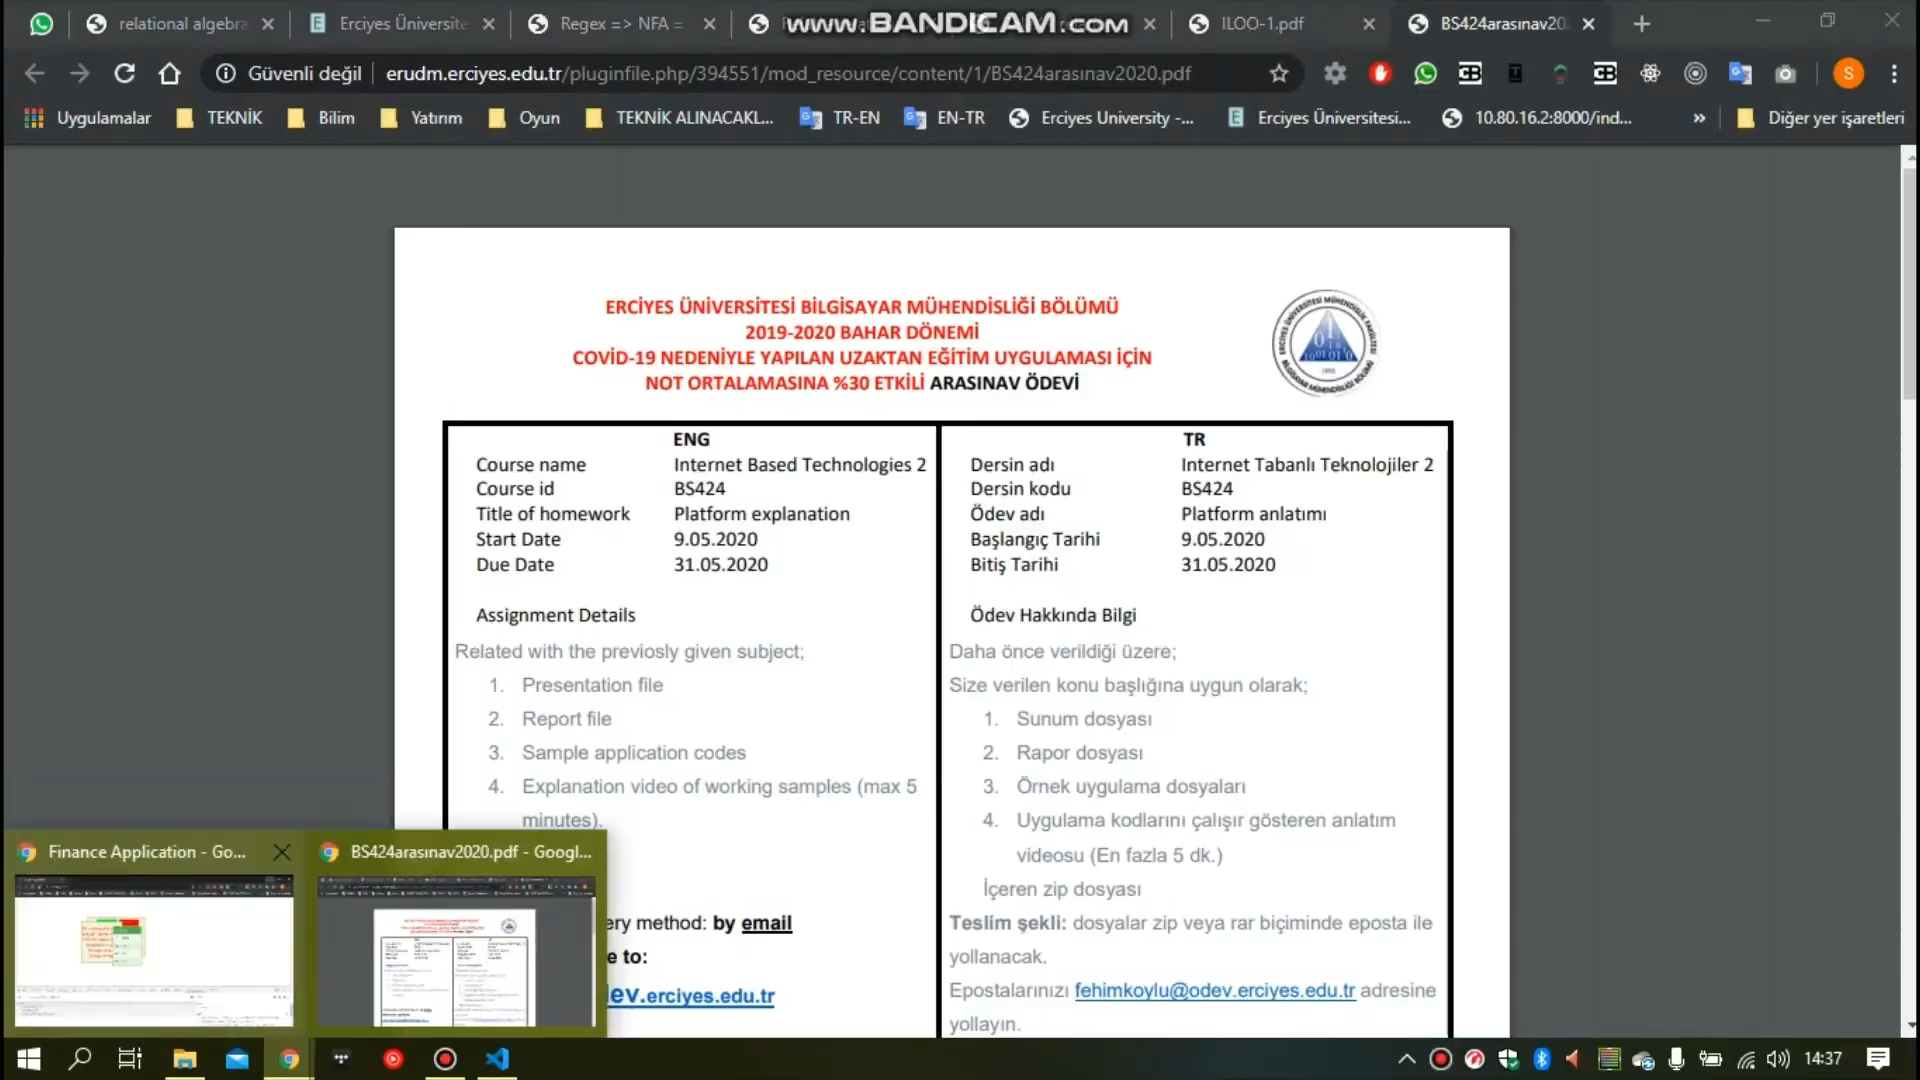 relational algebra
Erciyes Üniversite
Regex => NFA =
www.BANDICAM.com
ILOO-1.pdf
BS424arasınav20
Güvenli değil
erudm.erciyes.edu.tr/pluginfile.php/394551/mod_resource/content/1/BS424arasınav2020.pdf
S
Uygulamalar
TEKNİK
Bilim
Yatırım
Oyun
TEKNİK ALINACAKL...
TR-EN
EN-TR
Erciyes University -...
Erciyes Üniversitesi...
10.80.16.2:8000/ind...
»
Diğer yer işaretleri
ERCİYES ÜNİVERSİTESİ BİLGİSAYAR MÜHENDİSLİĞİ BÖLÜMÜ
2019-2020 BAHAR DÖNEMİ
COVİD-19 NEDENİYLE YAPILAN UZAKTAN EĞİTİM UYGULAMASI İÇİN
NOT ORTALAMASINA %30 ETKİLİ ARASINAV ÖDEVİ
ENG
Course name Internet Based Technologies 2
Course id BS424
Title of homework Platform explanation
Start Date 9.05.2020
Due Date 31.05.2020
Assignment Details
Related with the previosly given subject;
1. Presentation file
2. Report file
3. Sample application codes
4. Explanation video of working samples (max 5
minutes).
ery method: by email
e to:
ev.erciyes.edu.tr
TR
Dersin adı Internet Tabanlı Teknolojiler 2
Dersin kodu BS424
Ödev adı Platform anlatımı
Başlangıç Tarihi 9.05.2020
Bitiş Tarihi 31.05.2020
Ödev Hakkında Bilgi
Daha önce verildiği üzere;
Size verilen konu başlığına uygun olarak;
1. Sunum dosyası
2. Rapor dosyası
3. Örnek uygulama dosyaları
4. Uygulama kodlarını çalışır gösteren anlatım
videosu (En fazla 5 dk.)
İçeren zip dosyası
Teslim şekli: dosyalar zip veya rar biçiminde eposta ile
yollanacak.
Epostalarınızı fehimkoylu@odev.erciyes.edu.tr adresine
yollayın.
Finance Application - Go...
BS424arasınav2020.pdf - Googl...
14:37